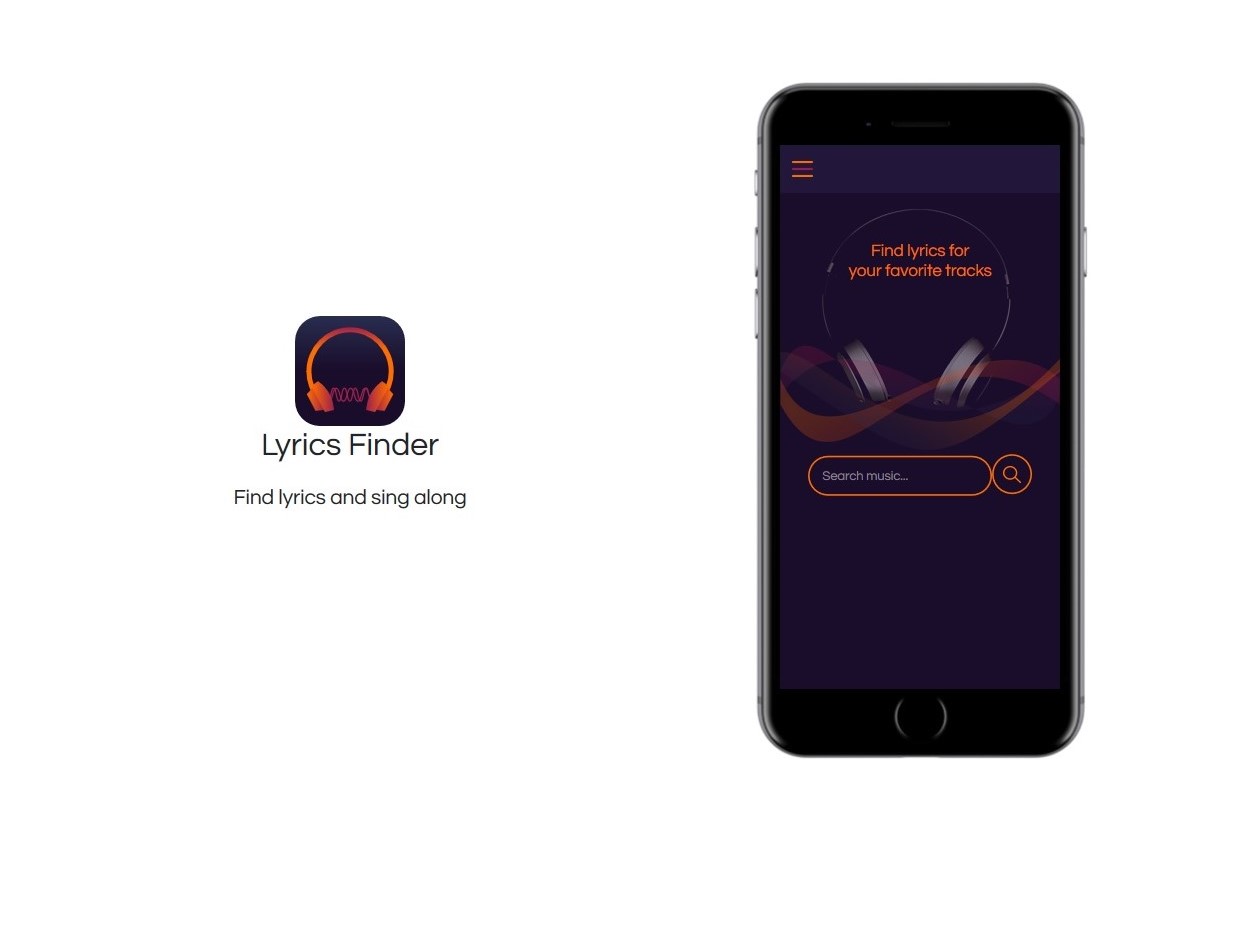 Lyrics Finder
Find lyrics and sing along
Find lyrics for
your favorite tracks
Search music...